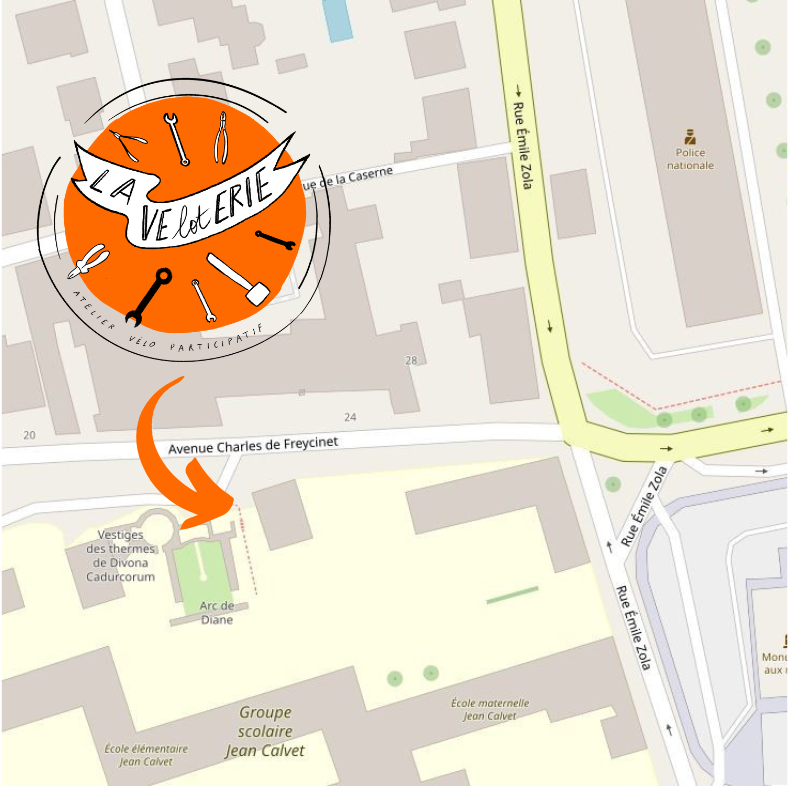 LA
VElotERIE
ATELIER VÉLO PARTICIPATIF
Rue Émile Zola
Police
nationale
ue de la Caserne
28
24
20
Avenue Charles de Freycinet
Rue Émile Zola
Vestiges
des thermes
de Divona
Cadurcorum
Arc de
Diane
Rue Émile Zola
Mon
aux
Groupe
scolaire
Jean Calvet
École maternelle
Jean Calvet
École élémentaire
Jean Calvet